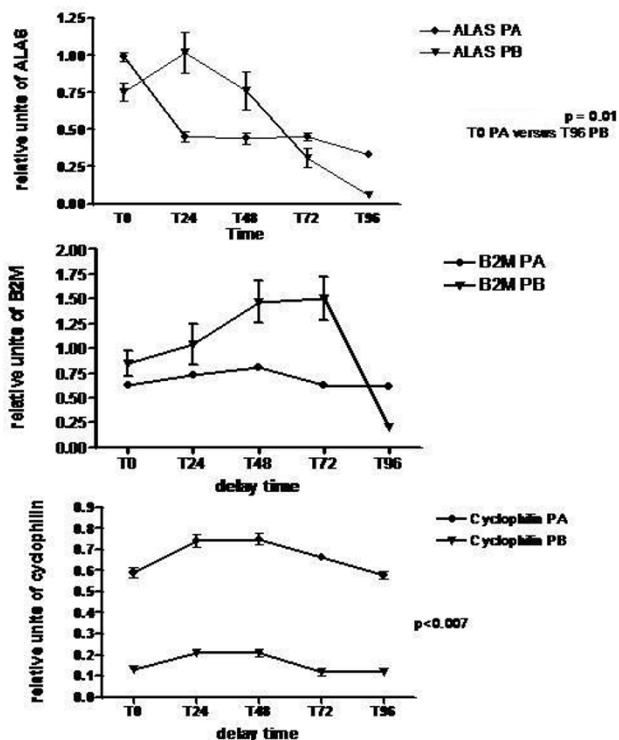 relative unites of ALAS
1.25
1.00
0.75
0.50
0.25
0.00
T0 T24 T48 T72 T96
Time
ALAS PA
ALAS PB
p = 0.01
T0 PA versus T96 PB
relative unites of B2M
2.00
1.75
1.50
1.25
1.00
0.75
0.50
0.25
0.00
T0 T24 T48 T72 T96
delay time
B2M PA
B2M PB
relative unites of cyclophilin
0.9
0.8
0.7
0.6
0.5
0.4
0.3
0.2
0.1
0.0
T0 T24 T48 T72 T96
delay time
Cyclophilin PA
Cyclophilin PB
p<0.007